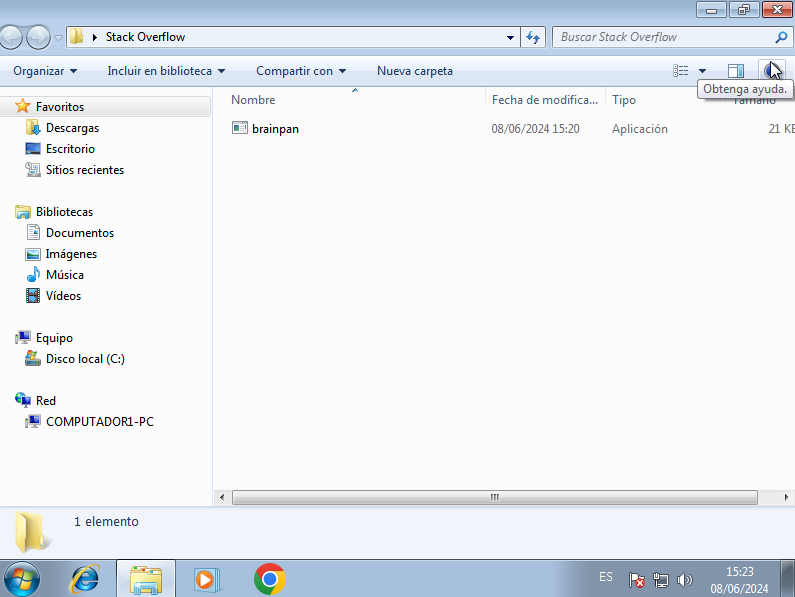 Stack Overflow
Buscar Stack Overflow
Organizar
Incluir en biblioteca
Compartir con
Nueva carpeta
Obtenga ayuda.
Nombre
Fecha de modifica...
Tipo
Tamaño
brainpan
08/06/2024 15:20
Aplicación
21 KB
Favoritos
Descargas
Escritorio
Sitios recientes
Bibliotecas
Documentos
Imágenes
Música
Vídeos
Equipo
Disco local (C:)
Red
COMPUTADOR1-PC
1 elemento
ES
15:23
08/06/2024